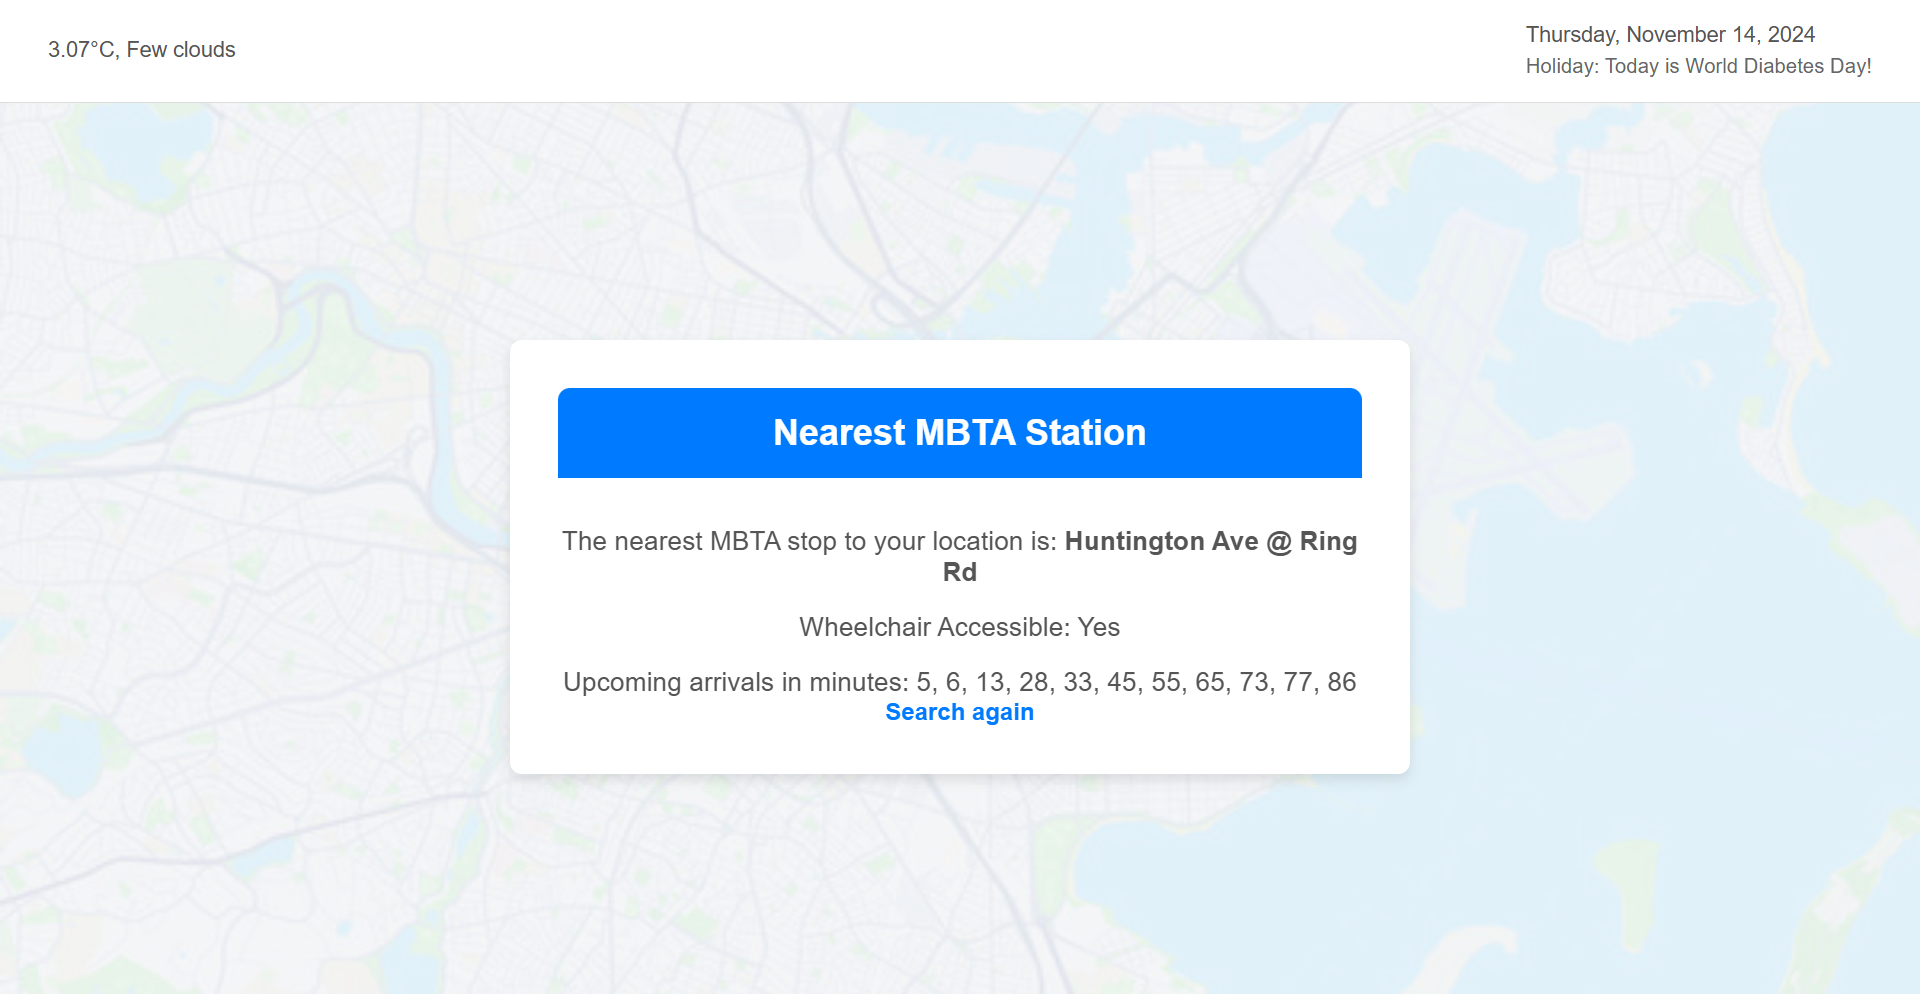 3.07°C, Few clouds
Thursday, November 14, 2024
Holiday: Today is World Diabetes Day!
Nearest MBTA Station
The nearest MBTA stop to your location is: Huntington Ave @ Ring
Rd
Wheelchair Accessible: Yes
Upcoming arrivals in minutes: 5, 6, 13, 28, 33, 45, 55, 65, 73, 77, 86
Search again